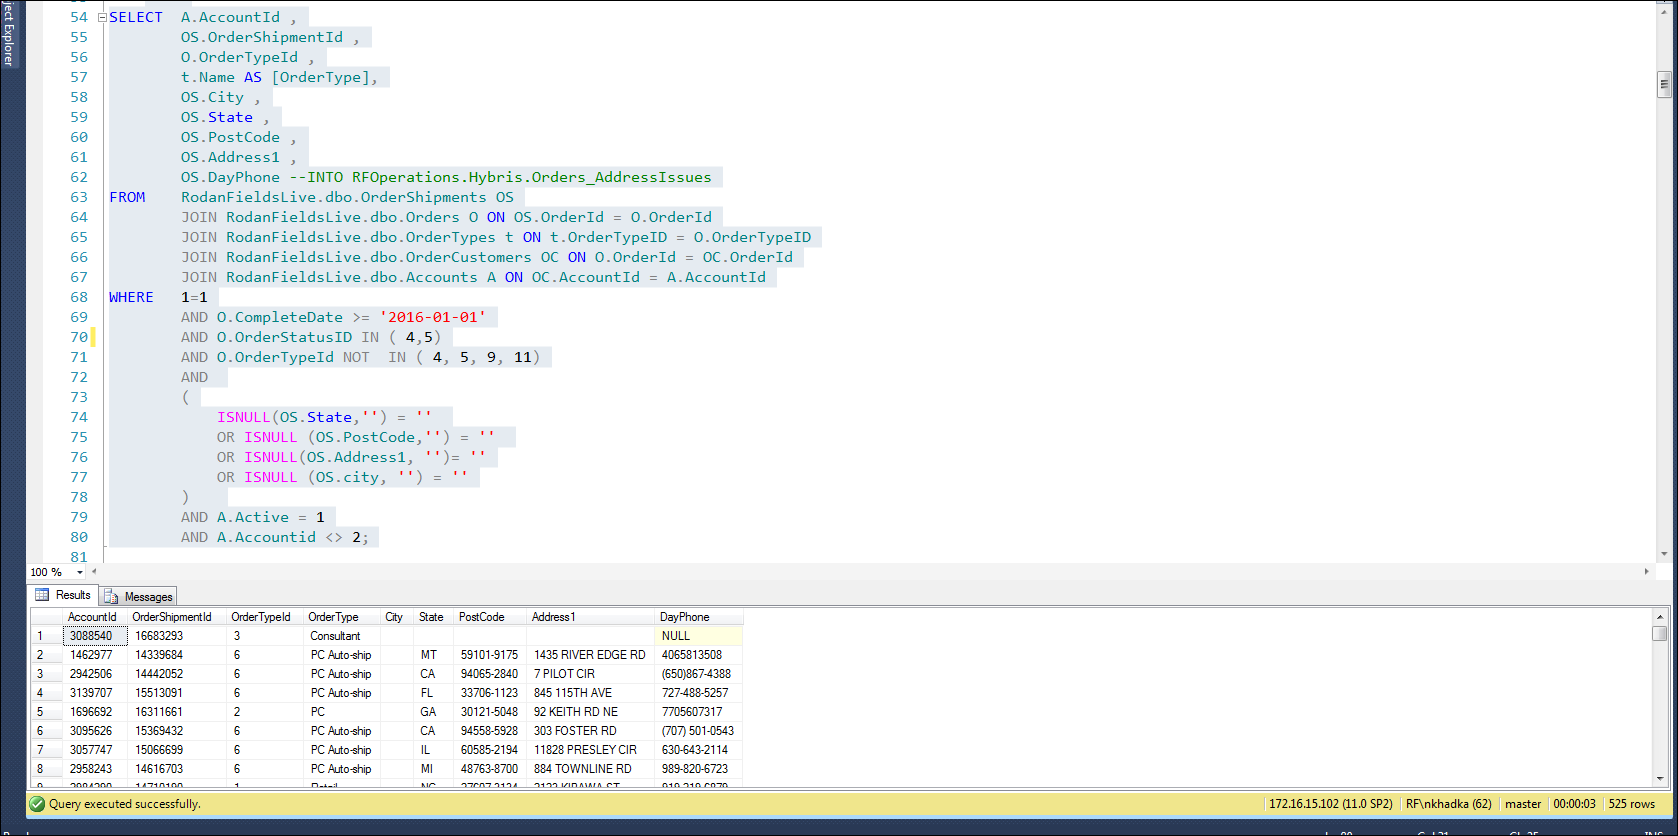 ject Explorer
54 SELECT A.AccountId ,
55 OS.OrderShipmentId ,
56 O.OrderTypeId ,
57 t.Name AS [OrderType],
58 OS.City ,
59 OS.State ,
60 OS.PostCode ,
61 OS.Address1 ,
62 OS.DayPhone --INTO RFOperations.Hybris.Orders_AddressIssues
63 FROM RodanFieldsLive.dbo.OrderShipments OS
64 JOIN RodanFieldsLive.dbo.Orders O ON OS.OrderId = O.OrderId
65 JOIN RodanFieldsLive.dbo.OrderTypes t ON t.OrderTypeID = O.OrderTypeID
66 JOIN RodanFieldsLive.dbo.OrderCustomers OC ON O.OrderId = OC.OrderId
67 JOIN RodanFieldsLive.dbo.Accounts A ON OC.AccountId = A.AccountId
68 WHERE 1=1
69 AND O.CompleteDate >= '2016-01-01'
70 AND O.OrderStatusID IN ( 4,5)
71 AND O.OrderTypeId NOT  IN ( 4, 5, 9, 11)
72 AND
73 (
74 ISNULL(OS.State,'') = ''
75 OR ISNULL (OS.PostCode,'') = ''
76 OR ISNULL(OS.Address1, '')= ''
77 OR ISNULL (OS.city, '') = ''
78 )
79 AND A.Active = 1
80 AND A.Accountid <> 2;
81
100 %
Results Messages
AccountId OrderShipmentId OrderTypeId OrderType City State PostCode Address1 DayPhone
1 3088540 16683293 3 Consultant NULL
2 1462977 14339684 6 PC Auto-ship MT 59101-9175 1435 RIVER EDGE RD 4065813508
3 2942506 14442052 6 PC Auto-ship CA 94065-2840 7 PILOT CIR (650)867-4388
4 3139707 15513091 6 PC Auto-ship FL 33706-1123 845 115TH AVE 727-488-5257
5 1696692 16311661 2 PC GA 30121-5048 92 KEITH RD NE 7705607317
6 3095626 15369432 6 PC Auto-ship CA 94558-5928 303 FOSTER RD (707) 501-0543
7 3057747 15066699 6 PC Auto-ship IL 60585-2194 11828 PRESLEY CIR 630-643-2114
8 2958243 14616703 6 PC Auto-ship MI 48763-8700 884 TOWNLINE RD 989-820-6723
Query executed successfully. 172.16.15.102 (11.0 SP2) RF\nkhadka (62) master 00:00:03 525 rows